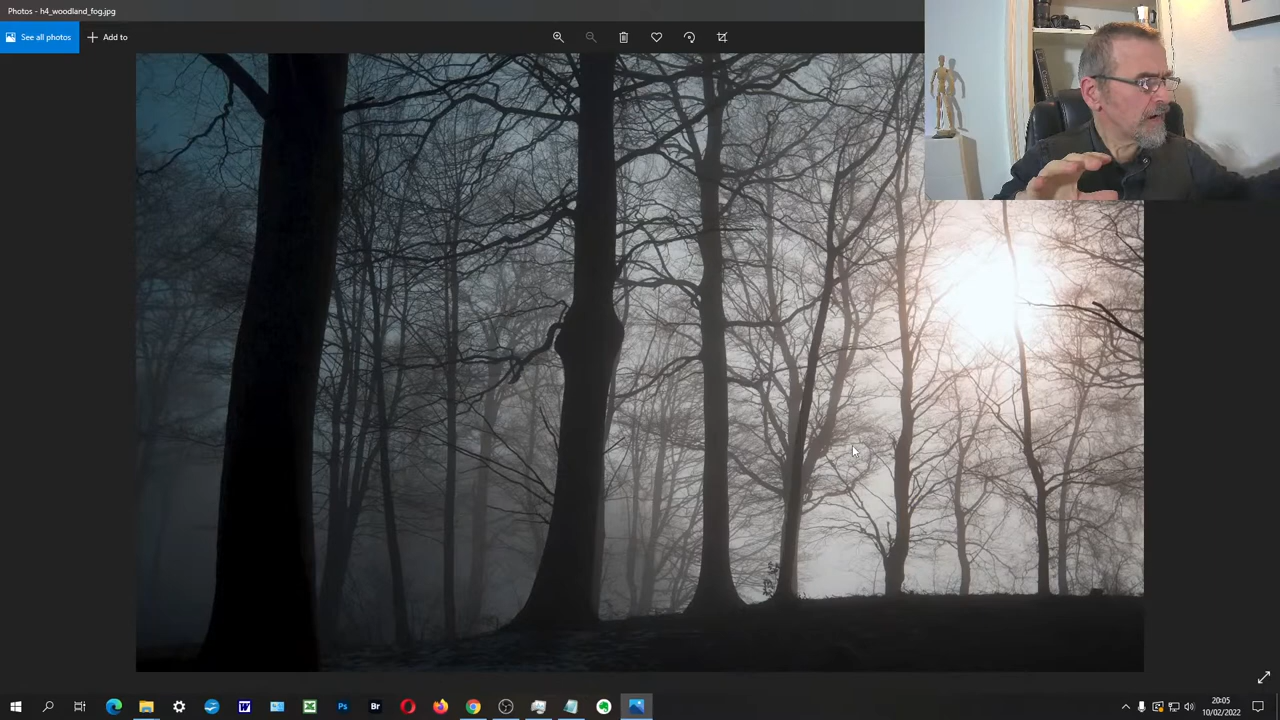 Photos - h4_woodland_fog.jpg
See all photos
Add to
20:05
10/02/2022